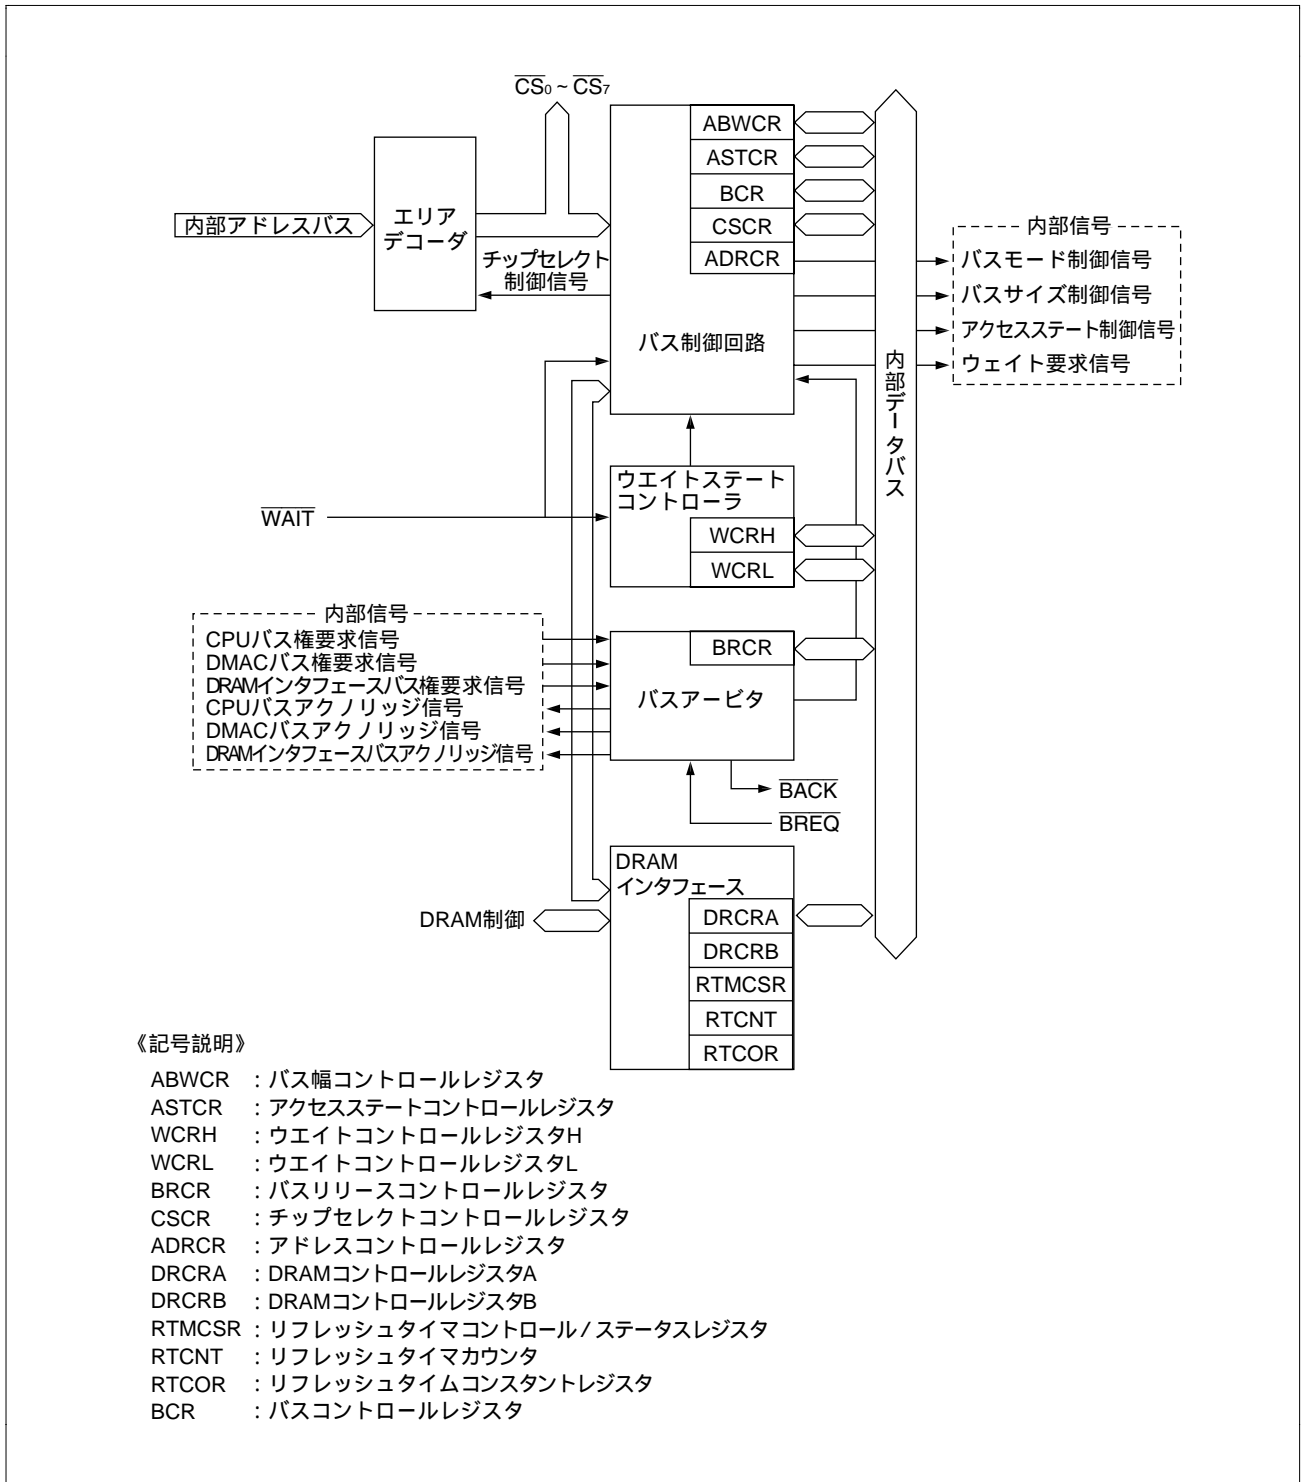 CS0 ~ CS7
ABWCR
ASTCR
BCR
CSCR
ADRCR
内部アドレスバス
エリア
デコーダ
チップセレクト
制御信号
バス制御回路
内部信号
バスモード制御信号
バスサイズ制御信号
アクセスステート制御信号
ウェイト要求信号
内部データバス
WAIT
ウエイトステート
コントローラ
WCRH
WCRL
内部信号
CPUバス権要求信号
DMACバス権要求信号
DRAMインタフェースバス権要求信号
CPUバスアクノリッジ信号
DMACバスアクノリッジ信号
DRAMインタフェースバスアクノリッジ信号
BRCR
バスアービタ
BACK
BREQ
DRAM
インタフェース
DRAM制御
DRCRA
DRCRB
RTMCSR
RTCNT
RTCOR
《記号説明》
ABWCR : バス幅コントロールレジスタ
ASTCR : アクセスステートコントロールレジスタ
WCRH : ウエイトコントロールレジスタH
WCRL : ウエイトコントロールレジスタL
BRCR : バスリリースコントロールレジスタ
CSCR : チップセレクトコントロールレジスタ
ADRCR : アドレスコントロールレジスタ
DRCRA : DRAMコントロールレジスタA
DRCRB : DRAMコントロールレジスタB
RTMCSR : リフレッシュタイマコントロール / ステータスレジスタ
RTCNT : リフレッシュタイマカウンタ
RTCOR : リフレッシュタイムコンスタントレジスタ
BCR : バスコントロールレジスタ